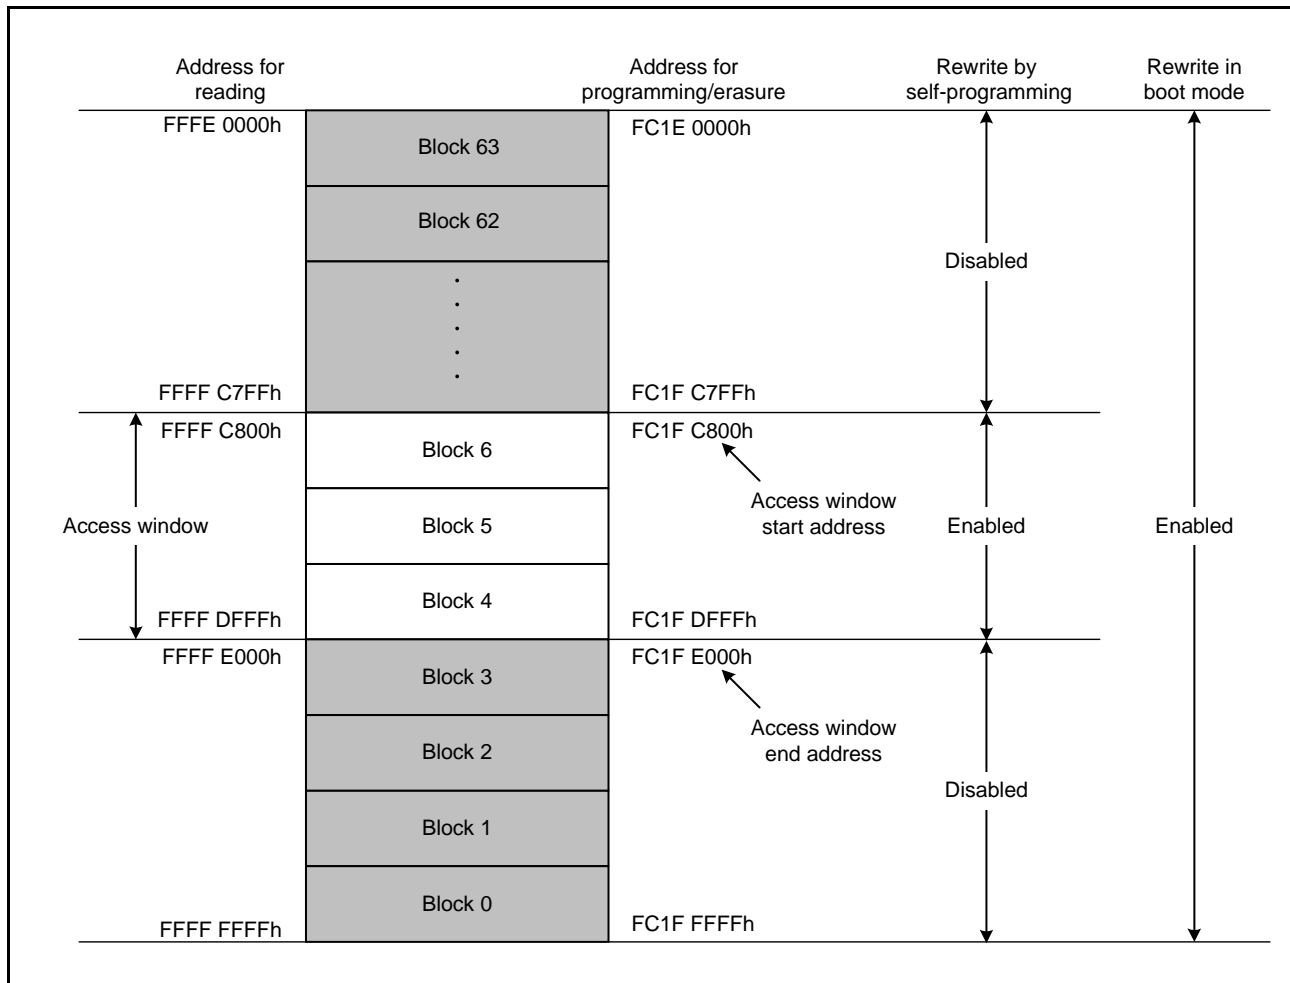 Address for
reading
Address for
programming/erasure
Rewrite by
self-programming
Rewrite in
boot mode
FFFE 0000h
FC1E 0000h
Block 63
Block 62
Disabled
FFFF C7FFh
FC1F C7FFh
FFFF C800h
FC1F C800h
Block 6
Access window
start address
Access window
Block 5
Enabled
Enabled
Block 4
FFFF DFFFh
FC1F DFFFh
FFFF E000h
FC1F E000h
Block 3
Access window
end address
Block 2
Disabled
Block 1
Block 0
FFFF FFFFh
FC1F FFFFh